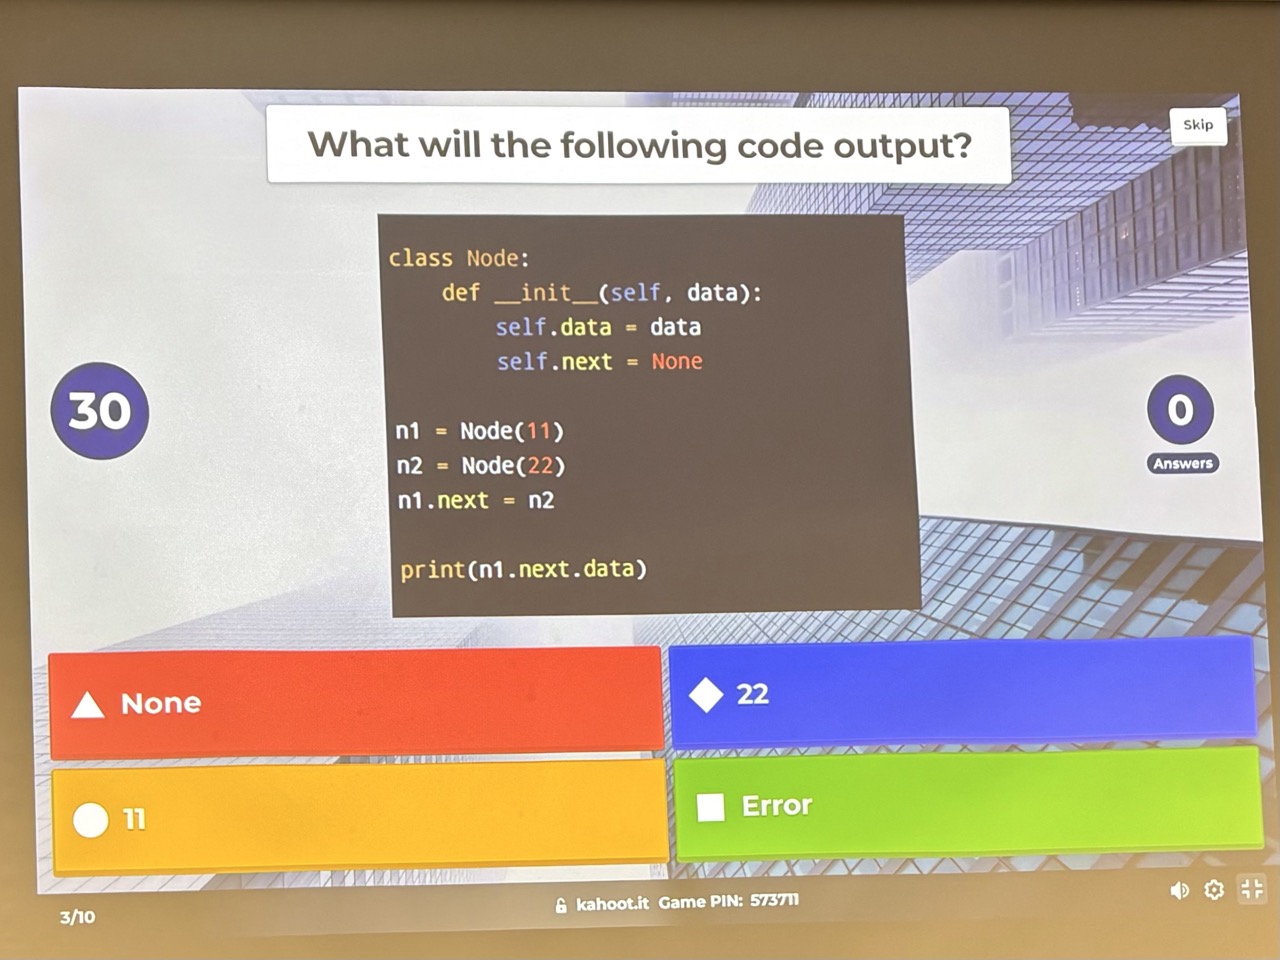 What will the following code output?
Skip
class Node:
    def __init__(self, data):
        self.data = data
        self.next = None
n1 = Node(11)
n2 = Node(22)
n1.next = n2
print(n1.next.data)
30
0
Answers
None
22
11
Error
3/10
kahoot.it Game PIN: 573711